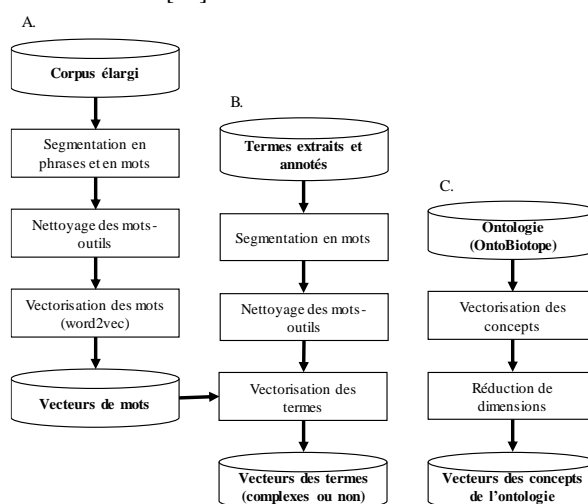 A.
Corpus élargi
Segmentation en
phrases et en mots
Nettoyage des mots-
outils
Vectorisation des mots
(word2vec)
Vecteurs de mots
B.
Termes extraits et
annotés
Segmentation en mots
Nettoyage des mots-
outils
Vectorisation des
termes
Vecteurs des termes
(complexes ou non)
C.
Ontologie
(OntoBiotope)
Vectorisation des
concepts
Réduction de
dimensions
Vecteurs des concepts
de l'ontologie